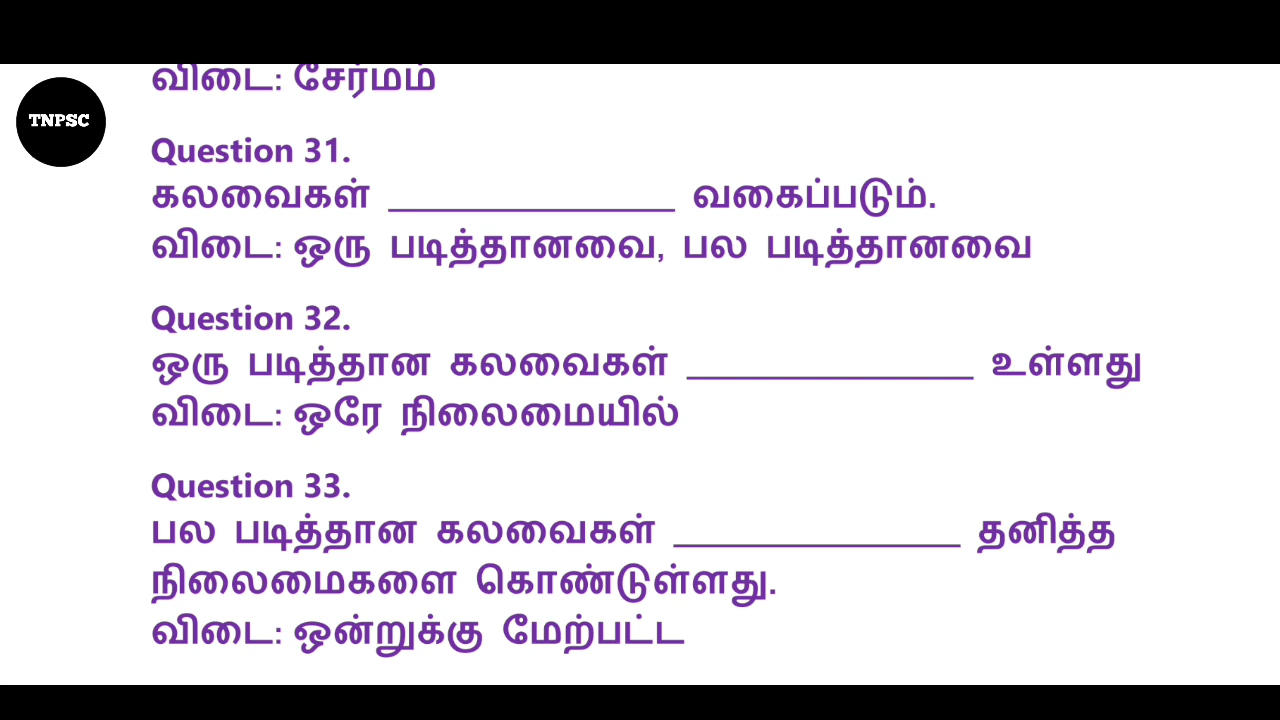 விடை: சேர்மம்
TNPSC
Question 31.
கலவைகள் ________________ வகைப்படும்.
விடை: ஒரு படித்தானவை, பல படித்தானவை
Question 32.
ஒரு படித்தான கலவைகள் ________________ உள்ளது
விடை: ஒரே நிலைமையில்
Question 33.
பல படித்தான கலவைகள் ________________ தனித்த
நிலைமைகளை கொண்டுள்ளது.
விடை: ஒன்றுக்கு மேற்பட்ட